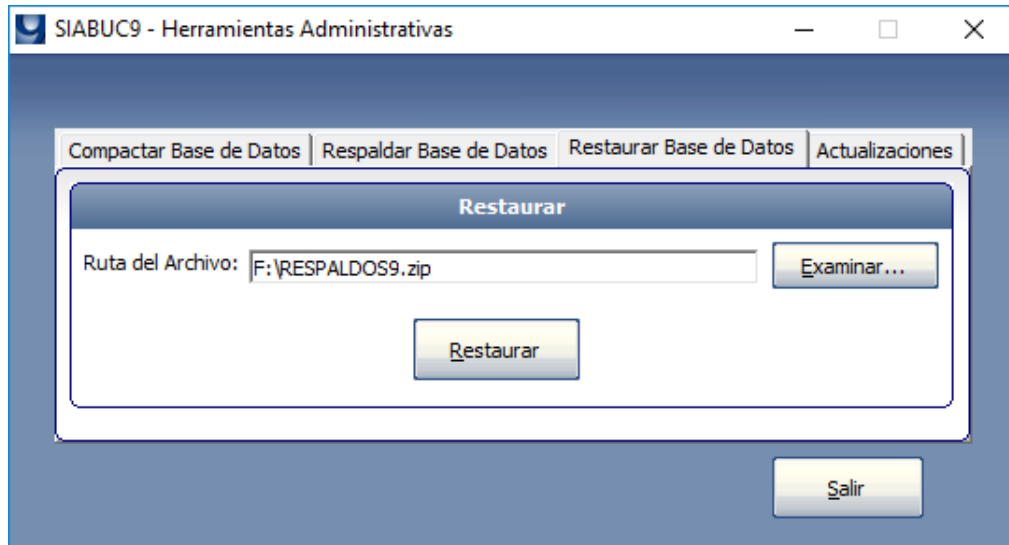 SIABUC9 - Herramientas Administrativas
Compactar Base de Datos Respaldar Base de Datos Restaurar Base de Datos Actualizaciones
Restaurar
Ruta del Archivo: F:\RESPALDOS9.zip Examinar...
Restaurar
Salir